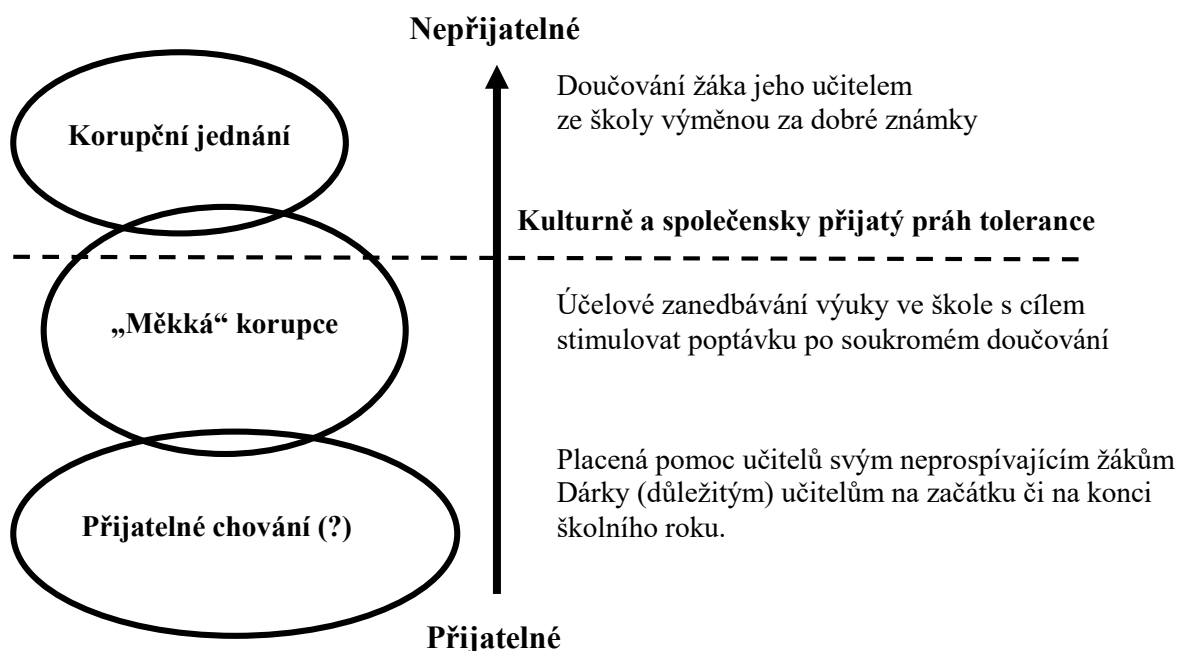 Nepřijatelné
Korupční jednání
Doučování žáka jeho učitelem
ze školy výměnou za dobré známky
Kulturně a společensky přijatý práh tolerance
„Měkká“ korupce
Účelové zanedbávání výuky ve škole s cílem
stimulovat poptávku po soukromém doučování
Přijatelné chování (?)
Placená pomoc učitelů svým neprospívajícím žákům
Dárky (důležitým) učitelům na začátku či na konci
školního roku.
Přijatelné